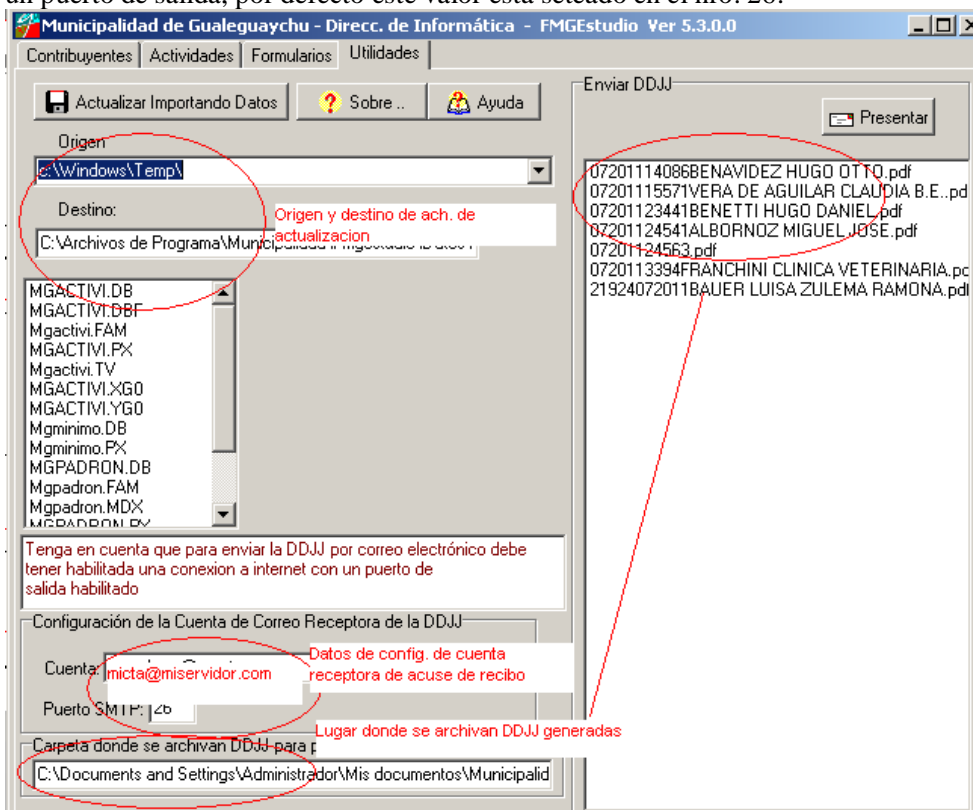 un puerto de salida, por defecto este valor está seteado en el nro. 26.
Municipalidad de Gualeguaychu - Direcc. de Informática - FMGEstudio Ver 5.3.0.0
Contribuyentes
Actividades
Formularios
Utilidades
Actualizar Importando Datos
Sobre ..
Ayuda
Origen
c:\Windows\Temp\
Destino:
Origen y destino de ach. de
actualizacion
C:\Archivos de Programa\Municipalidad
MGACTIVI.DB
MGACTIVI.DBF
Mgactivi.FAM
MGACTIVI.PX
Mgactivi.TV
MGACTIVI.XG0
MGACTIVI.YG0
Mgminimo.DB
Mgminimo.PX
MGPADRON.DB
Mgpadron.FAM
Mgpadron.MDX
MGPADRON.PX
Tenga en cuenta que para enviar la DDJJ por correo electrónico debe
tener habilitada una conexion a internet con un puerto de
salida habilitado
Configuración de la Cuenta de Correo Receptora de la DDJJ
Cuenta:
micta@miservidor.com
Datos de config. de cuenta
receptora de acuse de recibo
Puerto SMTP: 26
Lugar donde se archivan DDJJ generadas
Carpeta donde se archivan DDJJ para p
C:\Documents and Settings\Administrador\Mis documentos\Municipalid
Enviar DDJJ
Presentar
07201114086BENAVIDEZ HUGO OTTO.pdf
07201115571VERA DE AGUILAR CLAUDIA B.E..pd
07201123441BENETTI HUGO DANIEL.pdf
07201124541ALBORNOZ MIGUEL JOSE.pdf
07201124563.pdf
0720113394FRANCHINI CLINICA VETERINARIA.pc
21924072011BAUER LUISA ZULEMA RAMONA.pdl